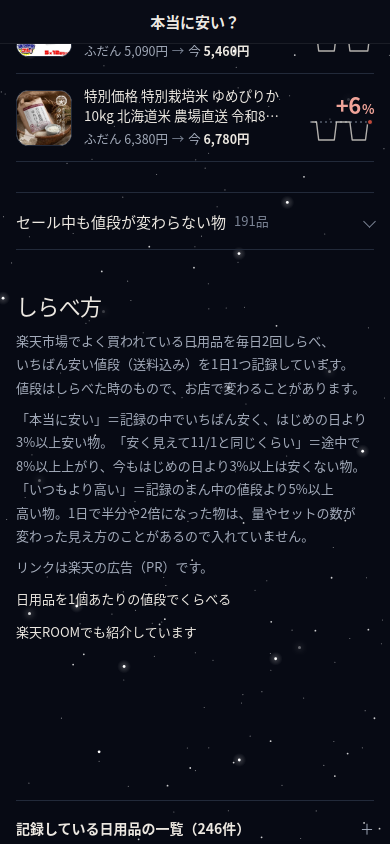 本当に安い？
ふだん 5,090円 → 今 5,460円
特別価格 特別栽培米 ゆめぴりか
10kg 北海道米 農場直送 令和8…
ふだん 6,380円 → 今 6,780円
+6%
セール中も値段が変わらない物 191品
しらべ方
楽天市場でよく買われている日用品を毎日2回しらべ、
いちばん安い値段（送料込み）を1日1つ記録しています。
値段はしらべた時のもので、お店で変わることがあります。
「本当に安い」＝記録の中でいちばん安く、はじめの日より
3%以上安い物。「安く見えて11/1と同じくらい」＝途中で
8%以上上がり、今もはじめの日より3%以上は安くない物。
「いつもより高い」＝記録のまん中の値段より5%以上
高い物。1日で半分や2倍になった物は、量やセットの数が
変わった見え方のことがあるので入れていません。
リンクは楽天の広告（PR）です。
日用品を1個あたりの値段でくらべる
楽天ROOMでも紹介しています
記録している日用品の一覧（246件） +